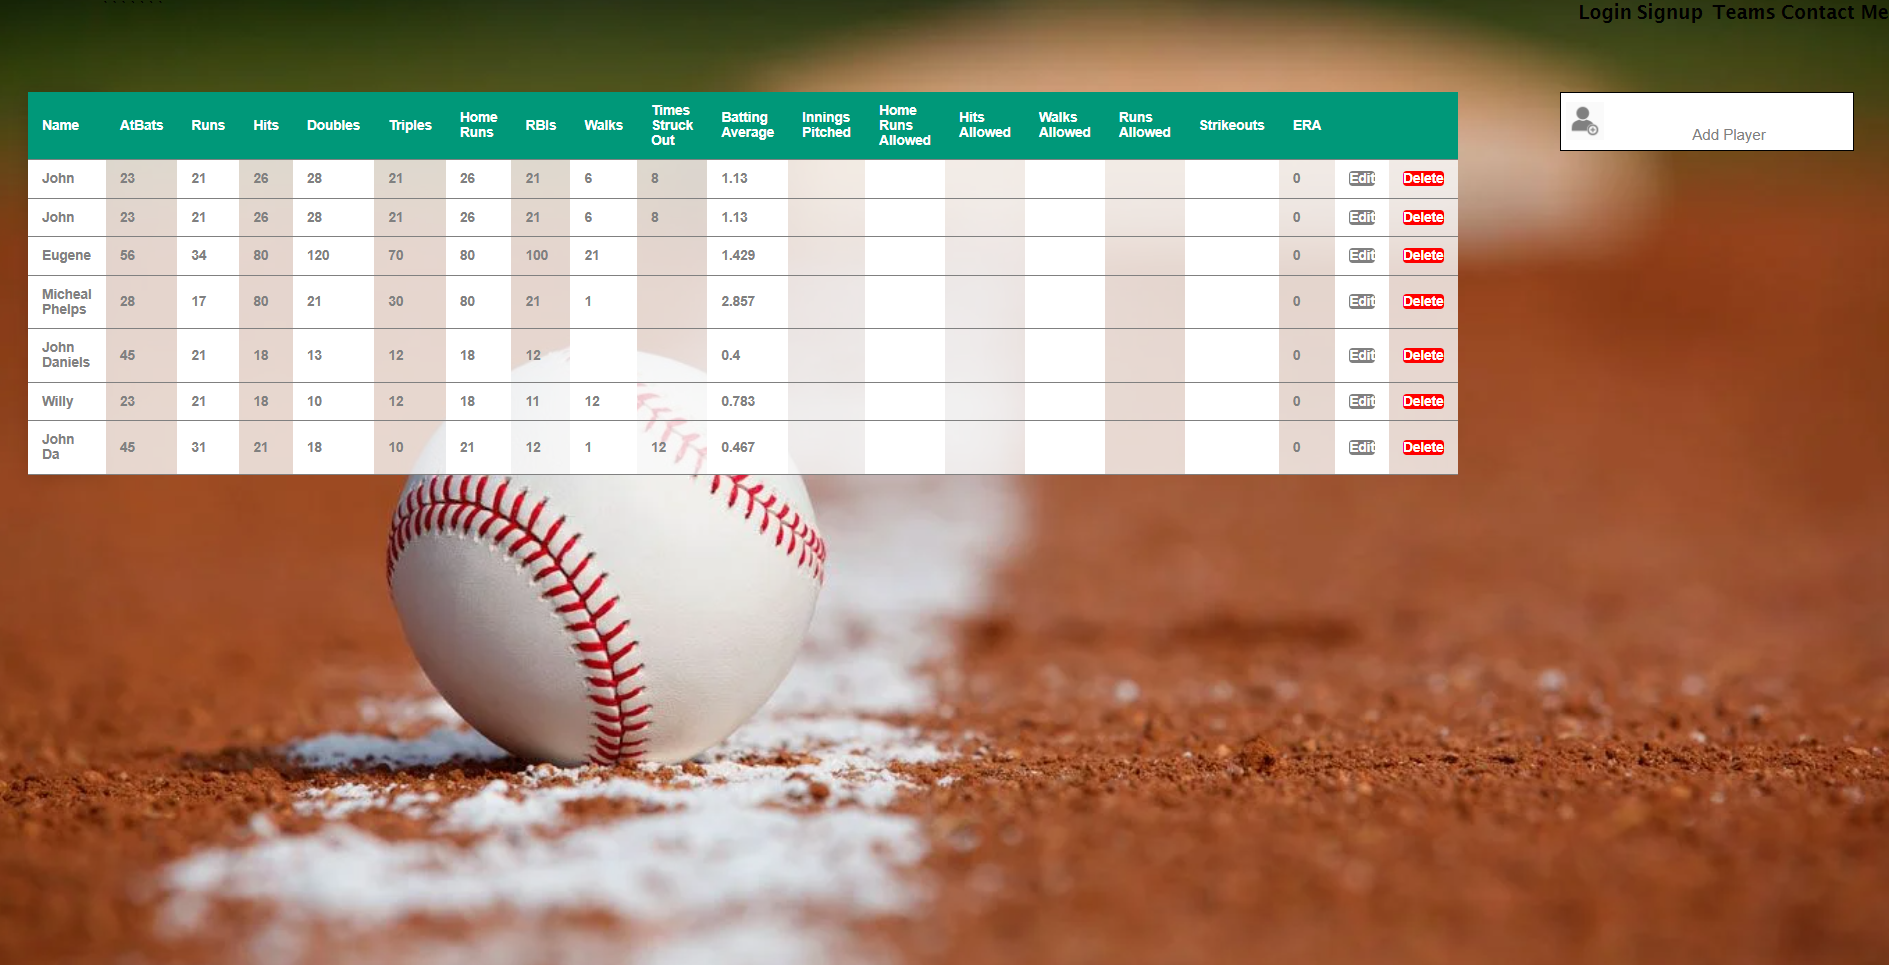 Login Signup Teams Contact Me
Name AtBats Runs Hits Doubles Triples Home Runs RBIs Walks Times Struck Out Batting Average Innings Pitched Home Runs Allowed Hits Allowed Walks Allowed Runs Allowed Strikeouts ERA
Add Player
John 23 21 26 28 21 26 21 6 8 1.13 0 Edit Delete
John 23 21 26 28 21 26 21 6 8 1.13 0 Edit Delete
Eugene 56 34 80 120 70 80 100 21 1.429 0 Edit Delete
Micheal Phelps 28 17 80 21 30 80 21 1 2.857 0 Edit Delete
John Daniels 45 21 18 13 12 18 12 0.4 0 Edit Delete
Willy 23 21 18 10 12 18 11 12 0.783 0 Edit Delete
John Da 45 31 21 18 10 21 12 1 12 0.467 0 Edit Delete